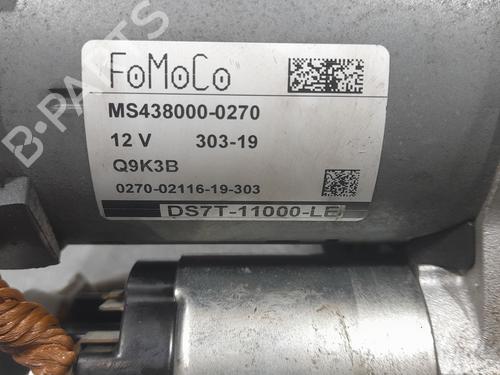 FoMoCo
MS438000-0270
12 V 303-19
Q9K3B
0270-02116-19-303
DS7T-11000-LE
B-PARTS